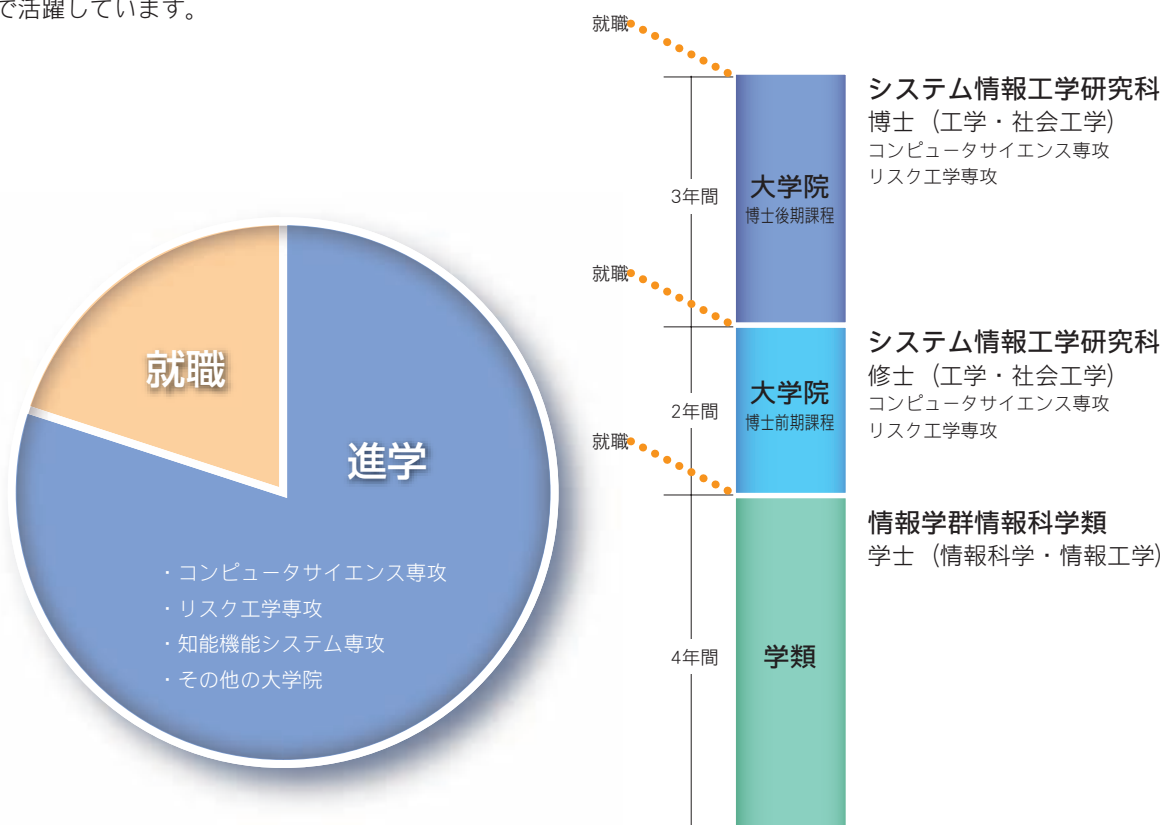 で活躍しています。
就職
進学
・コンピュータサイエンス専攻
・リスク工学専攻
・知能機能システム専攻
・その他の大学院
就職
システム情報工学研究科
博士（工学・社会工学）
コンピュータサイエンス専攻
リスク工学専攻
3年間
大学院
博士後期課程
就職
システム情報工学研究科
修士（工学・社会工学）
コンピュータサイエンス専攻
リスク工学専攻
2年間
大学院
博士前期課程
就職
情報学群情報科学類
学士（情報科学・情報工学）
4年間
学類